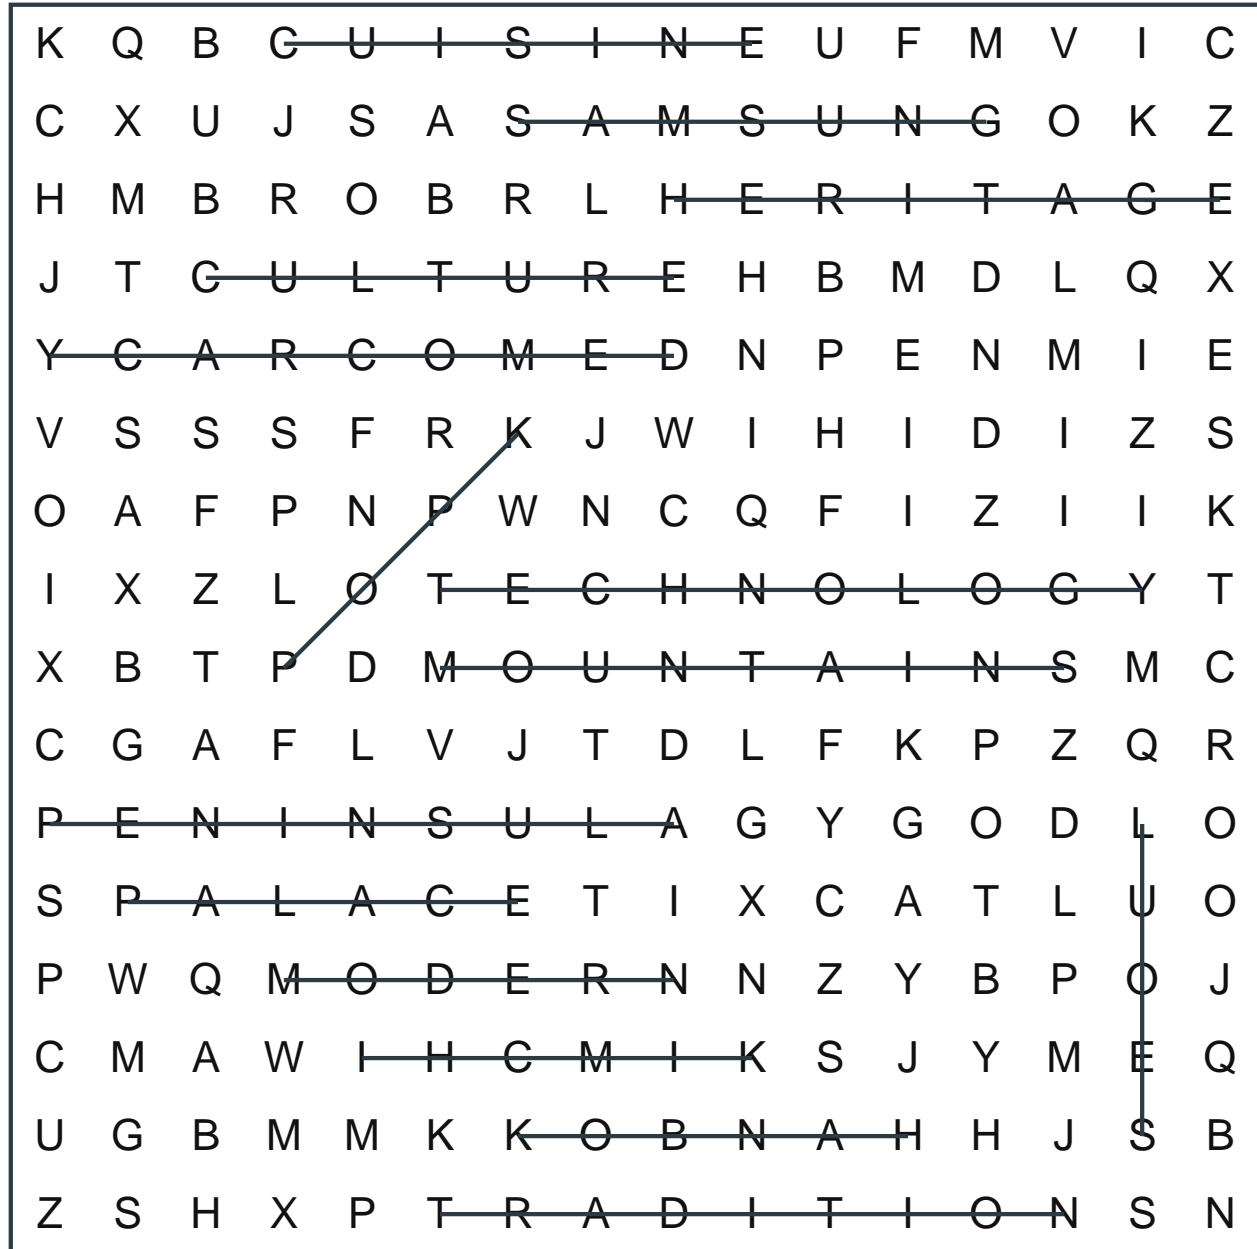 K Q B C U I S I N E U F M V I C
C X U J S A S A M S U N G O K Z
H M B R O B R L H E R I T A G E
J T C U L T U R E H B M D L Q X
Y C A R C O M E D N P E N M I E
V S S S F R K J W I H I D I Z S
O A F P N P W N C Q F I Z I I K
I X Z L O T E C H N O L O G Y T
X B T P D M O U N T A I N S M C
C G A F L V J T D L F K P Z Q R
P E N I N S U L A G Y G O D L O
S P A L A C E T I X C A T L U O
P W Q M O D E R N N Z Y B P O J
C M A W I H C M I K S J Y M E Q
U G B M M K K O B N A H H J S B
Z S H X P T R A D I T I O N S N